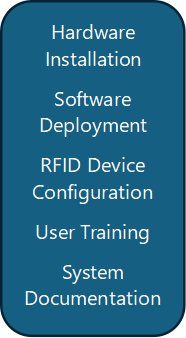 Hardware
Installation
Software
Deployment
RFID Device
Configuration
User Training
System
Documentation